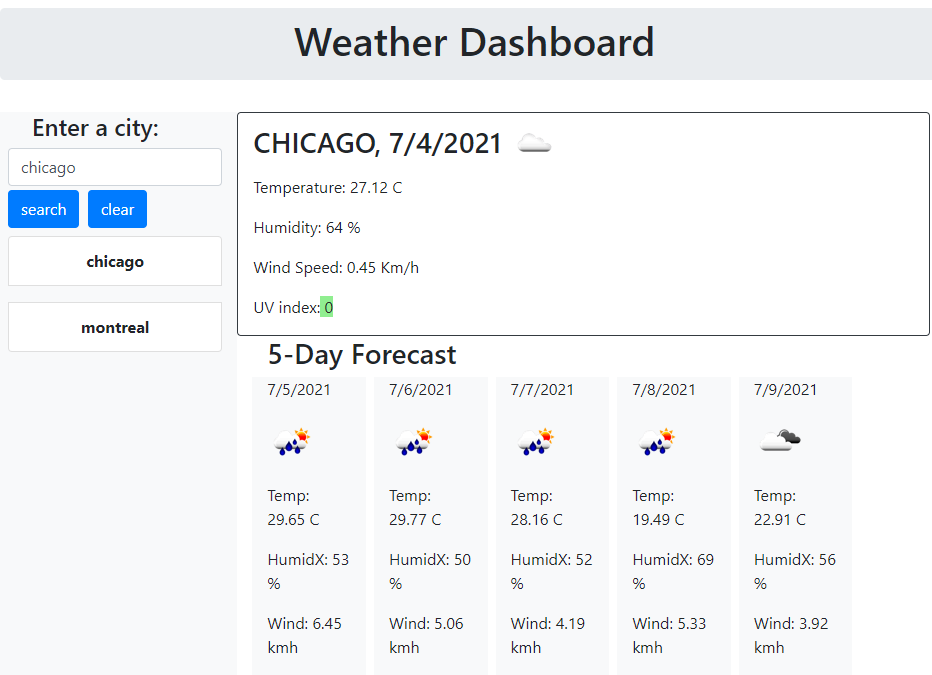 Weather Dashboard
Enter a city:
chicago
search clear
chicago
montreal
CHICAGO, 7/4/2021
Temperature: 27.12 C
Humidity: 64 %
Wind Speed: 0.45 Km/h
UV index: 0
5-Day Forecast
7/5/2021
Temp:
29.65 C
HumidX: 53
%
Wind: 6.45
kmh
7/6/2021
Temp:
29.77 C
HumidX: 50
%
Wind: 5.06
kmh
7/7/2021
Temp:
28.16 C
HumidX: 52
%
Wind: 4.19
kmh
7/8/2021
Temp:
19.49 C
HumidX: 69
%
Wind: 5.33
kmh
7/9/2021
Temp:
22.91 C
HumidX: 56
%
Wind: 3.92
kmh